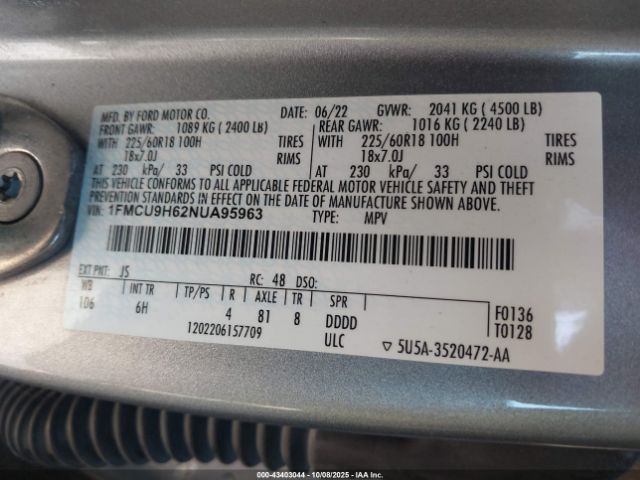 MFD. BY FORD MOTOR CO. DATE: 06/22 GVWR: 2041 KG ( 4500 LB)
FRONT GAWR: 1089 KG ( 2400 LB) REAR GAWR: 1016 KG ( 2240 LB)
WITH 225/60R18 100H TIRES WITH 225/60R18 100H TIRES
18x7.0J RIMS 18x7.0J RIMS
AT 230 kPa/ 33 PSI COLD AT 230 kPa/ 33 PSI COLD
THIS VEHICLE CONFORMS TO ALL APPLICABLE FEDERAL MOTOR VEHICLE SAFETY AND THEFT
PREVENTION STANDARDS IN EFFECT ON THE DATE OF MANUFACTURE SHOWN ABOVE.
VIN: 1FMCU9H62NUA95963 TYPE: MPV
EXT PNT: JS RC: 48 DSO:
WB INT TR TP/PS R AXLE TR SPR
106 6H 4 81 8 DDDD
1202206157709 ULC
F0136
T0128
▽ 5U5A-3520472-AA
000-43403044 - 10/08/2025 - IAA Inc.